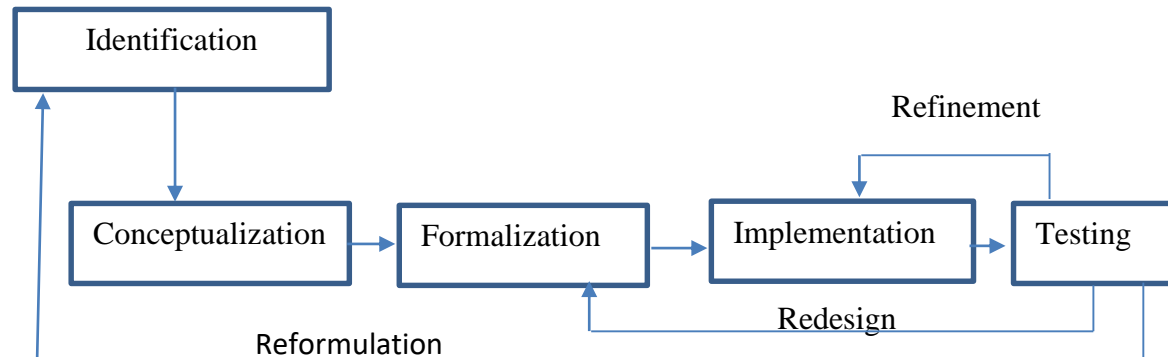 Identification
Refinement
Conceptualization
Formalization
Implementation
Testing
Redesign
Reformulation